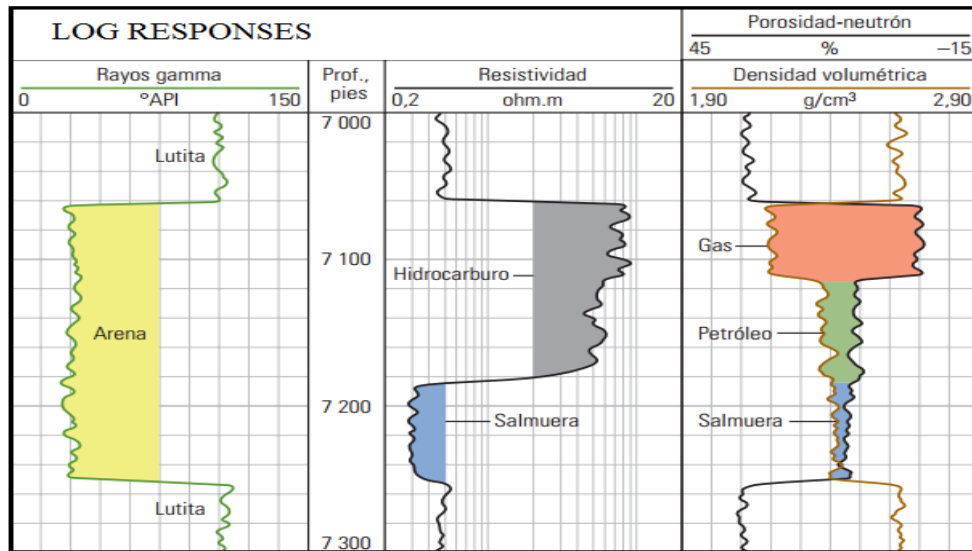 LOG RESPONSES
Porosidad-neutrón
45 % –15
Rayos gamma
0 °API 150
Prof., pies
Resistividad
0,2 ohm.m 20
Densidad volumétrica
1,90 g/cm³ 2,90
7 000
Lutita
7 100
Gas
Hidrocarburo
Arena
Petróleo
7 200
Salmuera
Salmuera
Lutita
7 300